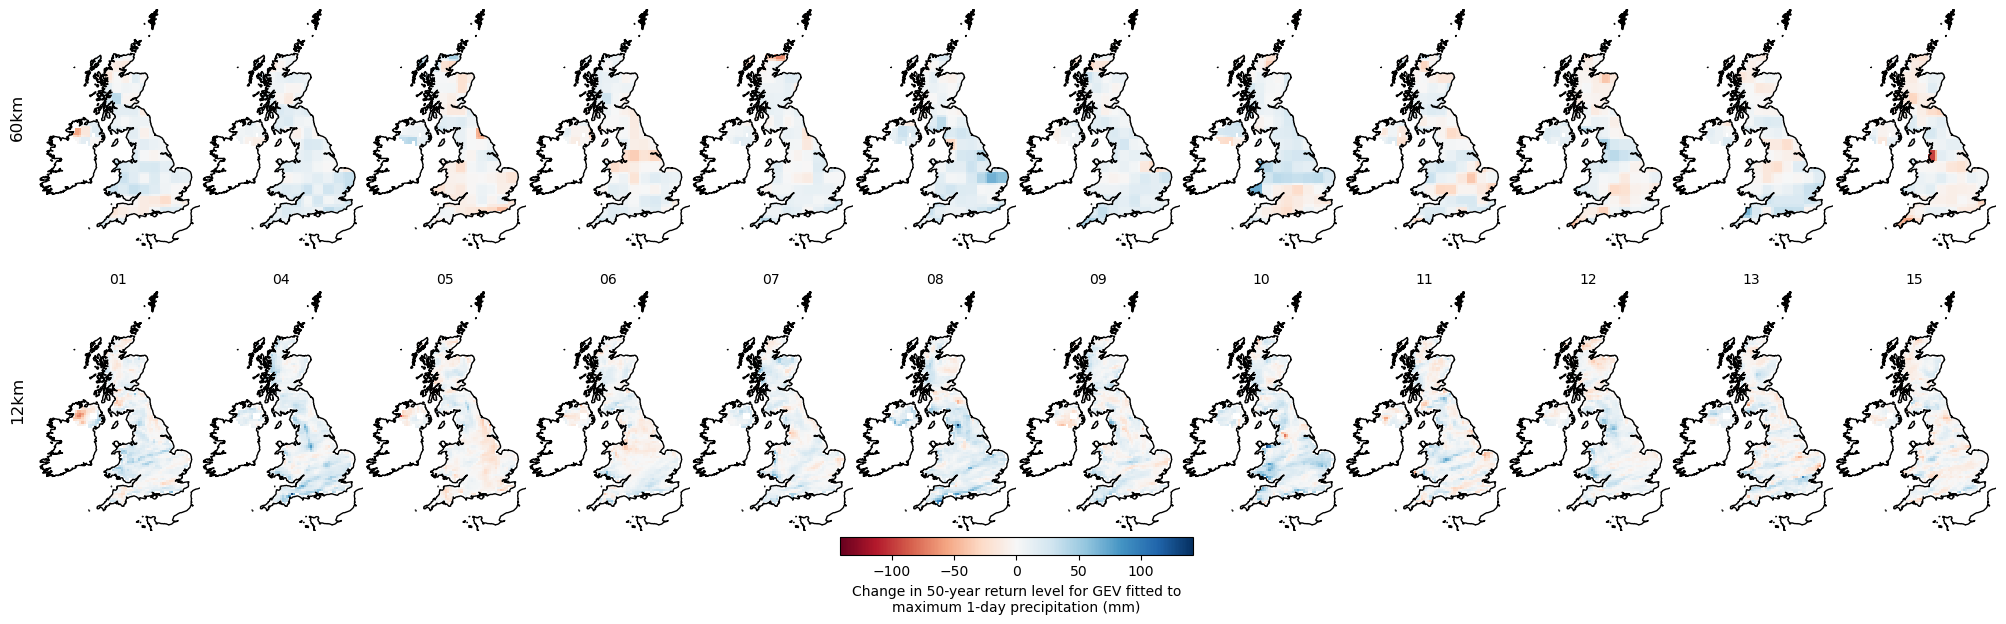 60km
01 04 05 06 07 08 09 10 11 12 13 15
12km
−100 −50 0 50 100
Change in 50-year return level for GEV fitted to
maximum 1-day precipitation (mm)